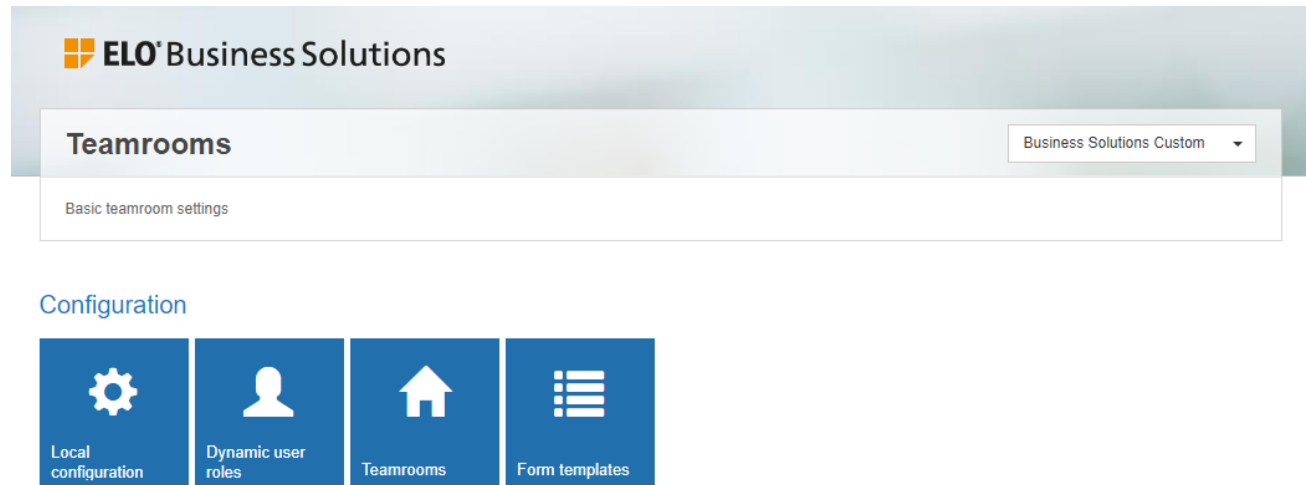 ELO® Business Solutions
Teamrooms
Business Solutions Custom
Basic teamroom settings
Configuration
Local
configuration
Dynamic user
roles
Teamrooms
Form templates